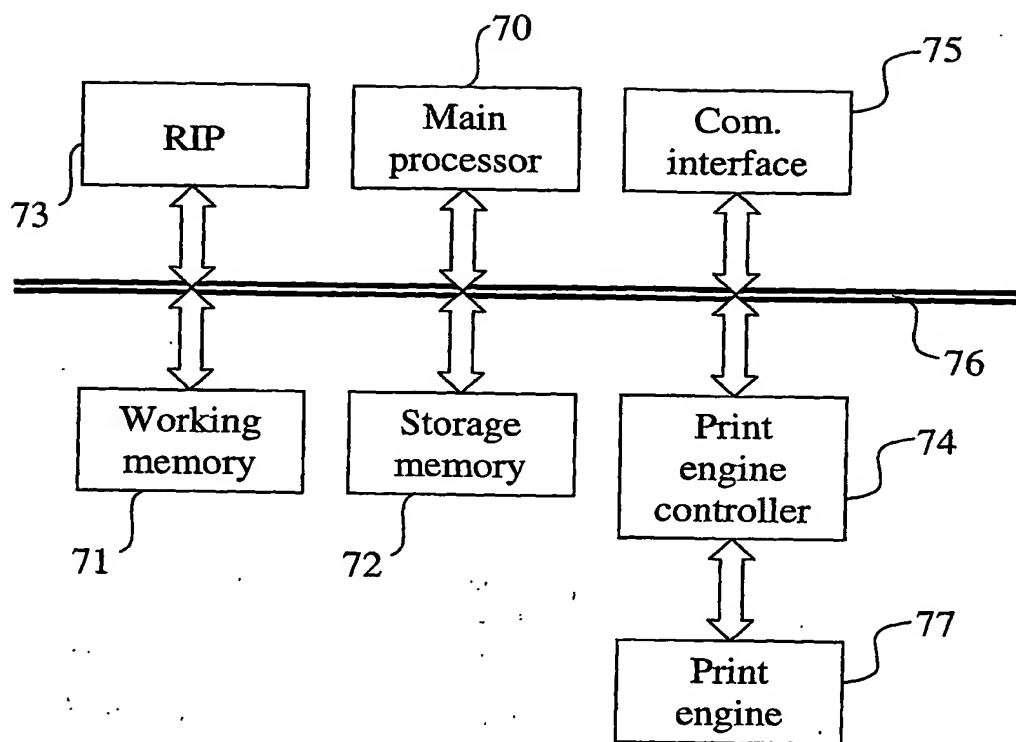 70
75
RIP
Main
processor
Com.
interface
73
76
Working
memory
Storage
memory
Print
engine
controller
74
71
72
77
Print
engine